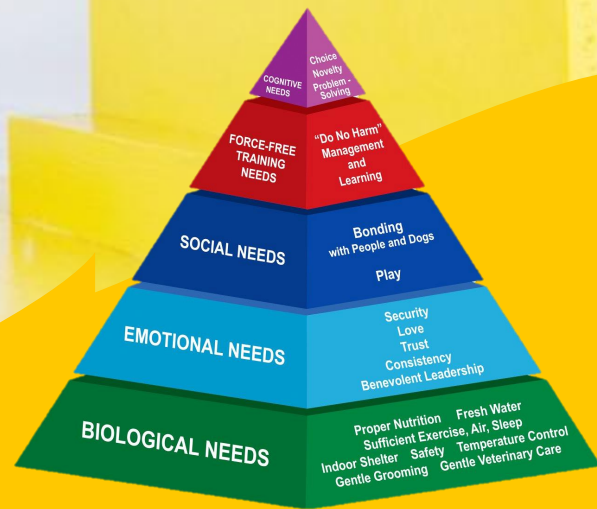 COGNITIVE
NEEDS
Choice
Novelty
Problem -
Solving
FORCE-FREE
TRAINING
NEEDS
“Do No Harm”
Management
and
Learning
SOCIAL NEEDS
Bonding
with People and Dogs
Play
EMOTIONAL NEEDS
Security
Love
Trust
Consistency
Benevolent Leadership
BIOLOGICAL NEEDS
Proper Nutrition Fresh Water
Sufficient Exercise, Air, Sleep
Indoor Shelter Safety Temperature Control
Gentle Grooming Gentle Veterinary Care